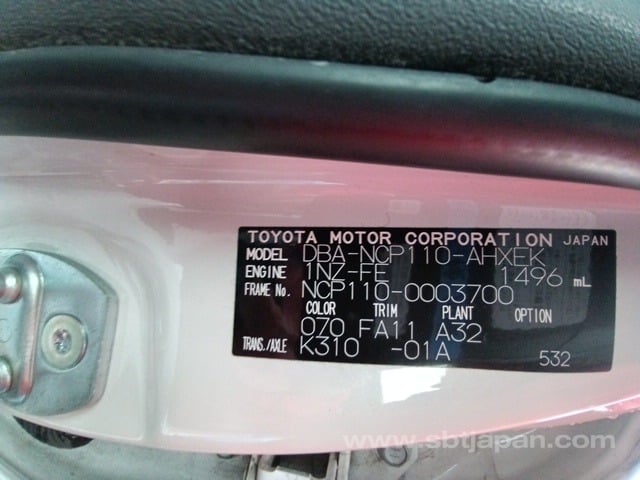 TOYOTA MOTOR CORPORATION JAPAN
MODEL DBA-NCP110-AHXEK
ENGINE 1NZ-FE 1496 mL
FRAME No. NCP110-0003700
COLOR TRIM PLANT OPTION
070 FA11 A32
TRANS./AXLE K310 -01A 532
www.sbtjapan.com